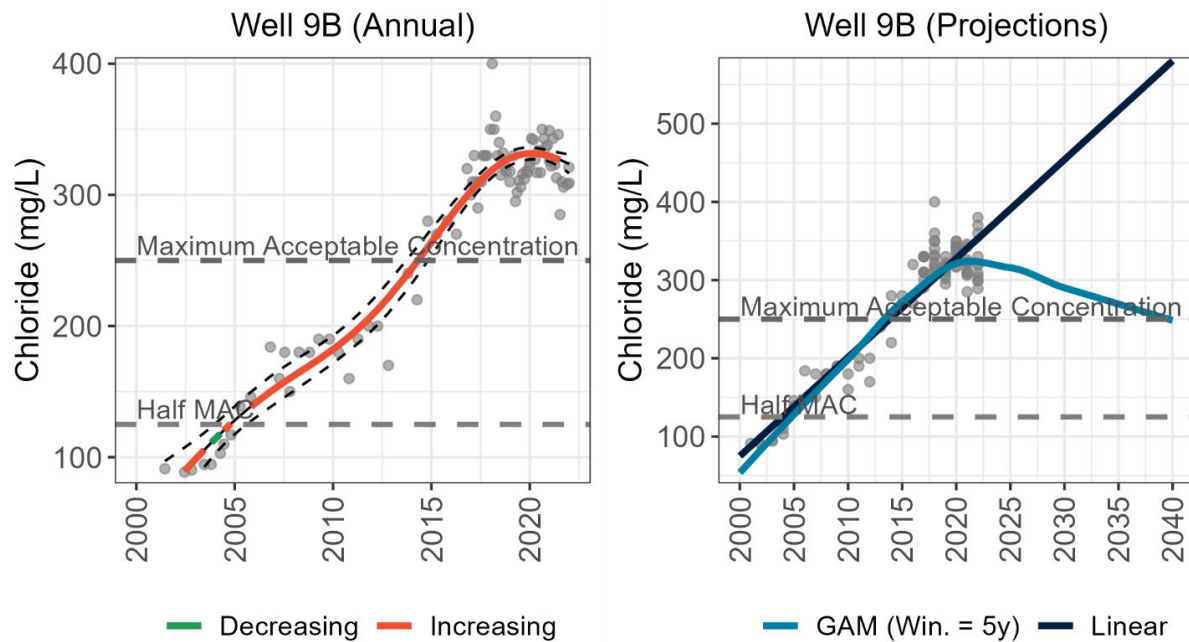 Well 9B (Annual)
Chloride (mg/L)
400
300
200
100
Maximum Acceptable Concentration
Half MAC
2000
2005
2010
2015
2020
Decreasing
Increasing
Well 9B (Projections)
Chloride (mg/L)
500
400
300
200
100
Maximum Acceptable Concentration
Half MAC
2000
2005
2010
2015
2020
2025
2030
2035
2040
GAM (Win. = 5y)
Linear